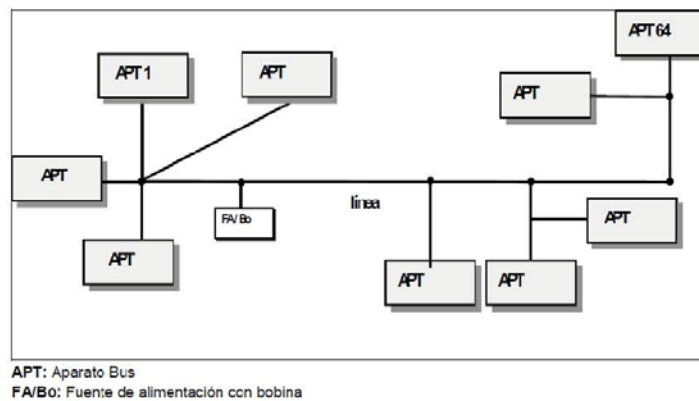 APT 64
APT 1
APT
APT
APT
FA/Bo
línea
APT
APT
APT
APT
APT: Aparato Bus
FA/Bo: Fuente de alimentación con bobina